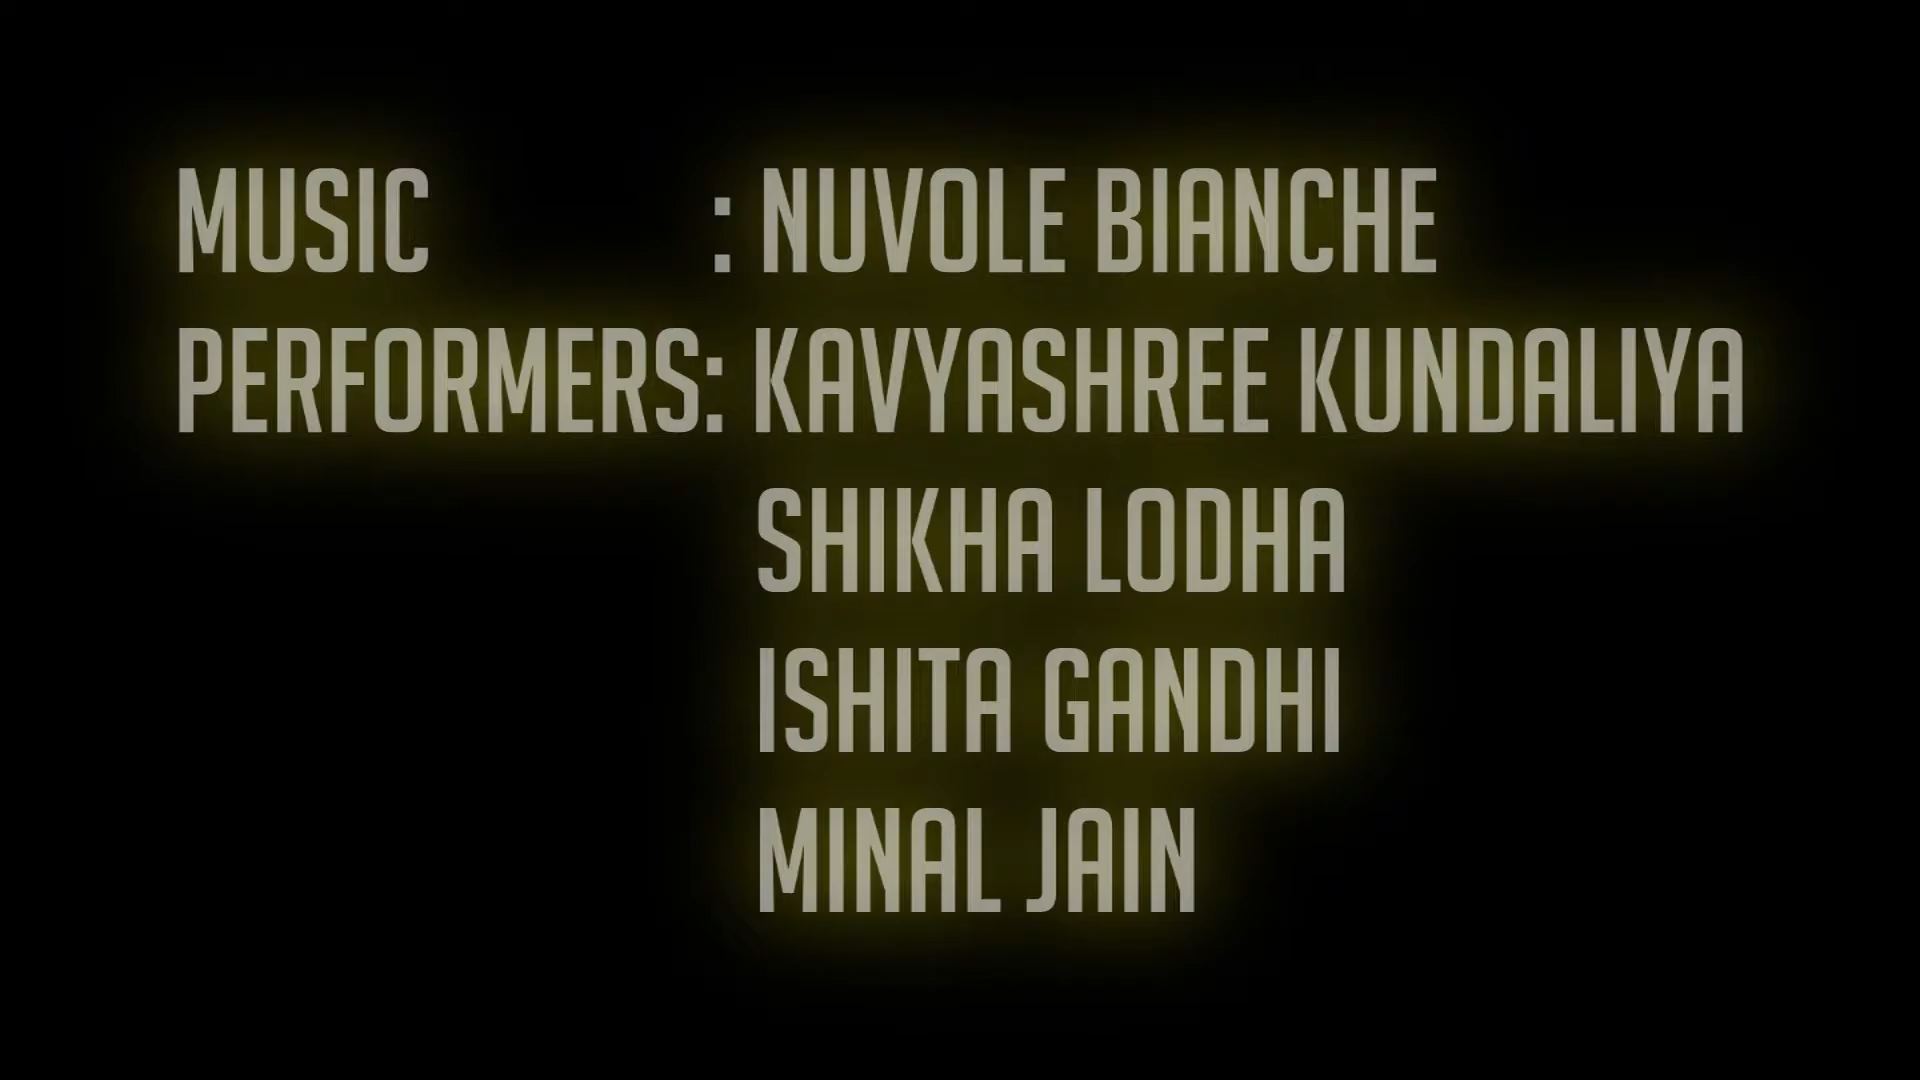 MUSIC : NUVOLE BIANCHE
PERFORMERS: KAVYASHREE KUNDALIYA
SHIKHA LODHA
ISHITA GANDHI
MINAL JAIN